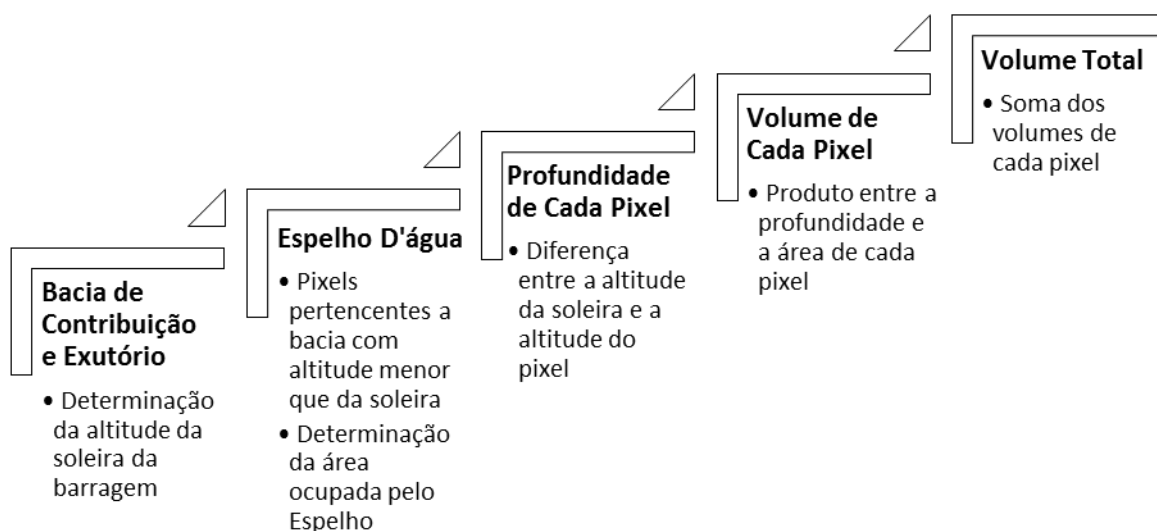 Bacia de
Contribuição
e Exutório
• Determinação
da altitude da
soleira da
barragem
Espelho D'água
• Pixels
pertencentes a
bacia com
altitude menor
que da soleira
• Determinação
da área
ocupada pelo
Espelho
Profundidade
de Cada Pixel
• Diferença
entre a altitude
da soleira e a
altitude do
pixel
Volume de
Cada Pixel
• Produto entre a
profundidade e
a área de cada
pixel
Volume Total
• Soma dos
volumes de
cada pixel